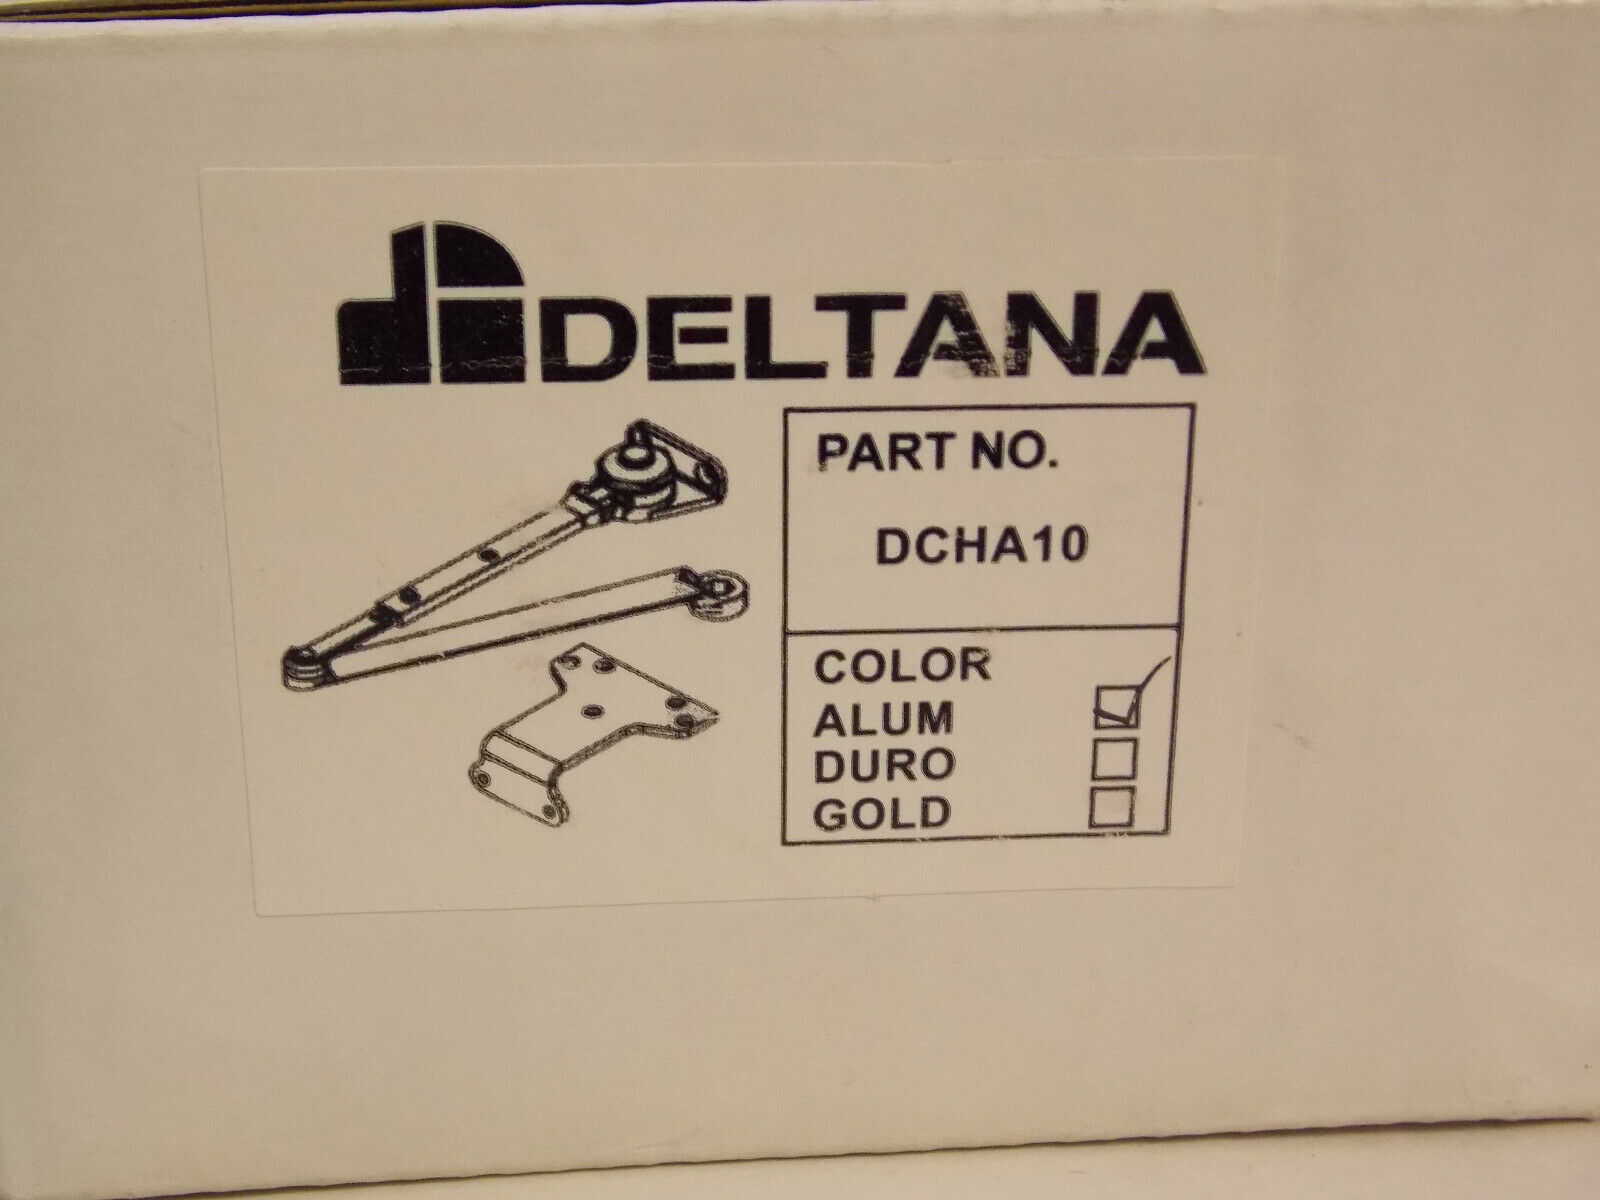 DELTANA
PART NO.
DCHA10
COLOR
ALUM
DURO
GOLD